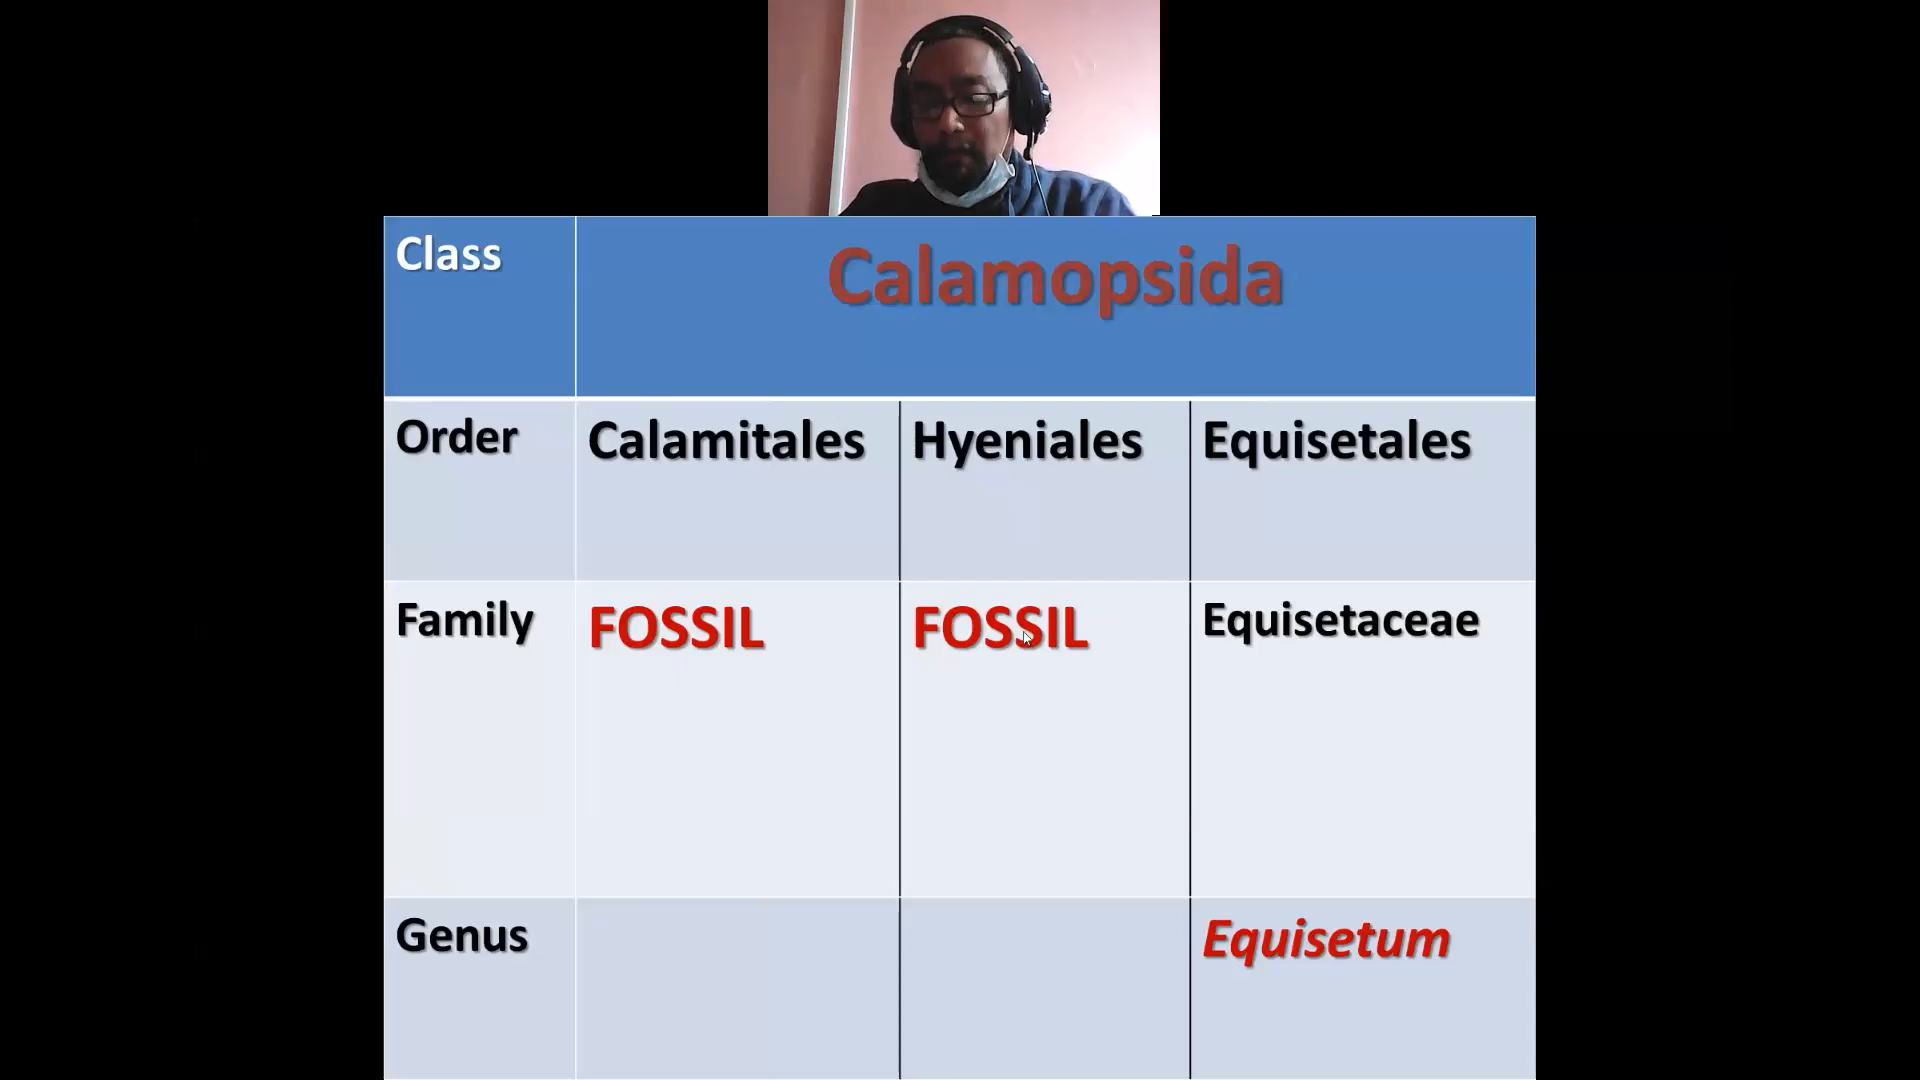 Class Calamopsida
Order Calamitales Hyeniales Equisetales
Family FOSSIL FOSSIL Equisetaceae
Genus Equisetum